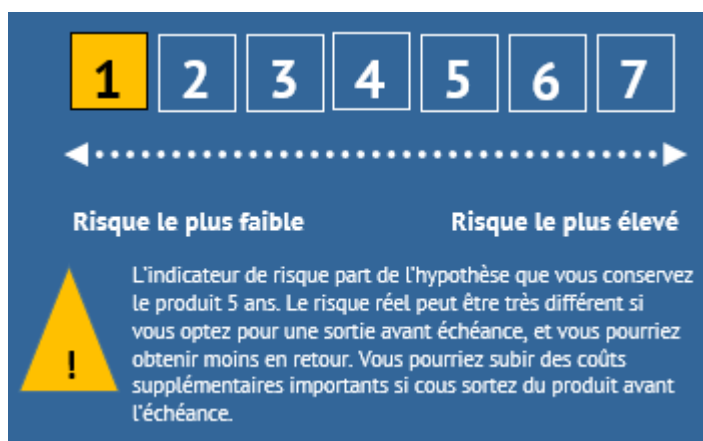 1 2 3 4 5 6 7
Risque le plus faible Risque le plus élevé
L'indicateur de risque part de l'hypothèse que vous conservez
le produit 5 ans. Le risque réel peut être très différent si
vous optez pour une sortie avant échéance, et vous pourriez
obtenir moins en retour. Vous pourriez subir des coûts
supplémentaires importants si cous sortez du produit avant
l'échéance.
!